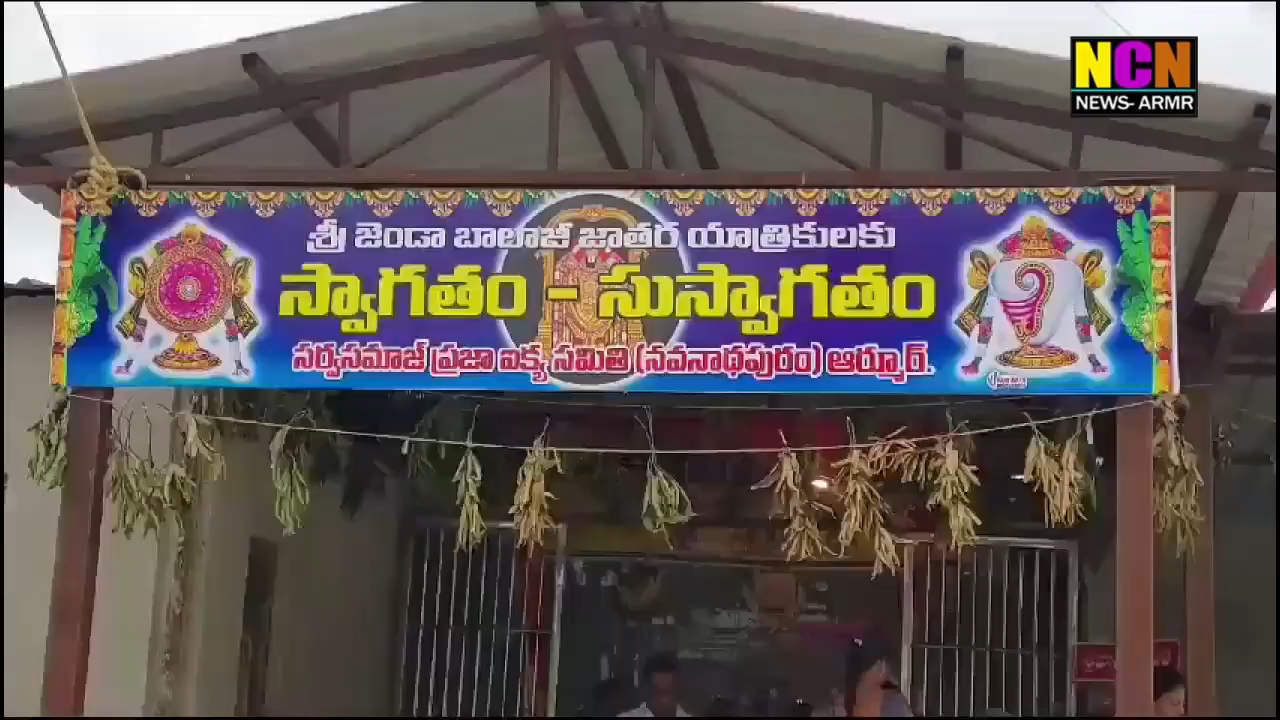 NCN
NEWS- ARMR
శ్రీ జెండా బాలాజీ జాతర యాత్రికులకు
స్వాగతం - సుస్వాగతం
సర్వసమాజ్ ప్రజా ఐక్య సమితి (నవనాథపురం) ఆర్మూర్.